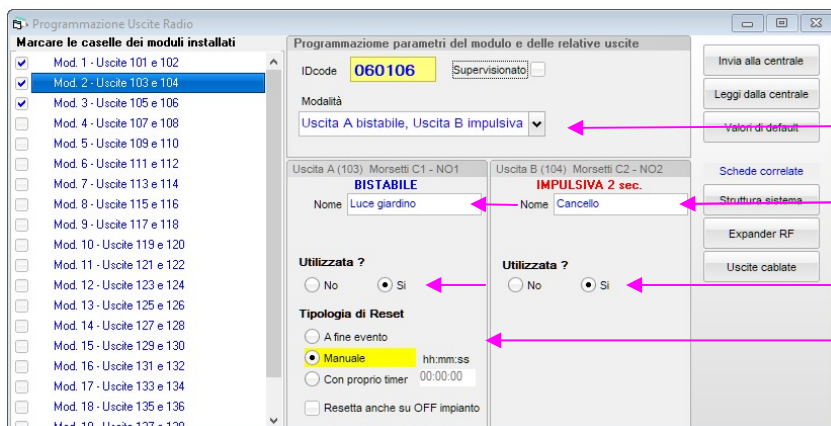 Programmazione Uscite Radio
Marcare le caselle dei moduli installati
Mod. 1 - Uscite 101 e 102
Mod. 2 - Uscite 103 e 104
Mod. 3 - Uscite 105 e 106
Mod. 4 - Uscite 107 e 108
Mod. 5 - Uscite 109 e 110
Mod. 6 - Uscite 111 e 112
Mod. 7 - Uscite 113 e 114
Mod. 8 - Uscite 115 e 116
Mod. 9 - Uscite 117 e 118
Mod. 10 - Uscite 119 e 120
Mod. 11 - Uscite 121 e 122
Mod. 12 - Uscite 123 e 124
Mod. 13 - Uscite 125 e 126
Mod. 14 - Uscite 127 e 128
Mod. 15 - Uscite 129 e 130
Mod. 16 - Uscite 131 e 132
Mod. 17 - Uscite 133 e 134
Mod. 18 - Uscite 135 e 136
Mod. 19 - Uscite 137 e 138
Programmaziome parametri del modulo e delle relative uscite
IDcode 060106 Supervisionato
Modalità
Uscita A bistabile, Uscita B impulsiva
Uscita A (103) Morsetti C1 - NO1
BISTABILE
Nome Luce giardino
Utilizzata ?
No Si
Tipologia di Reset
A fine evento
Manuale hh:mm:ss
Con proprio timer 00:00:00
Resetta anche su OFF impianto
Uscita B (104) Morsetti C2 - NO2
IMPULSIVA 2 sec.
Nome Cancello
Utilizzata ?
No Si
Invia alla centrale
Leggi dalla centrale
Valori di default
Schede correlate
Struttura sistema
Expander RF
Uscite cablate